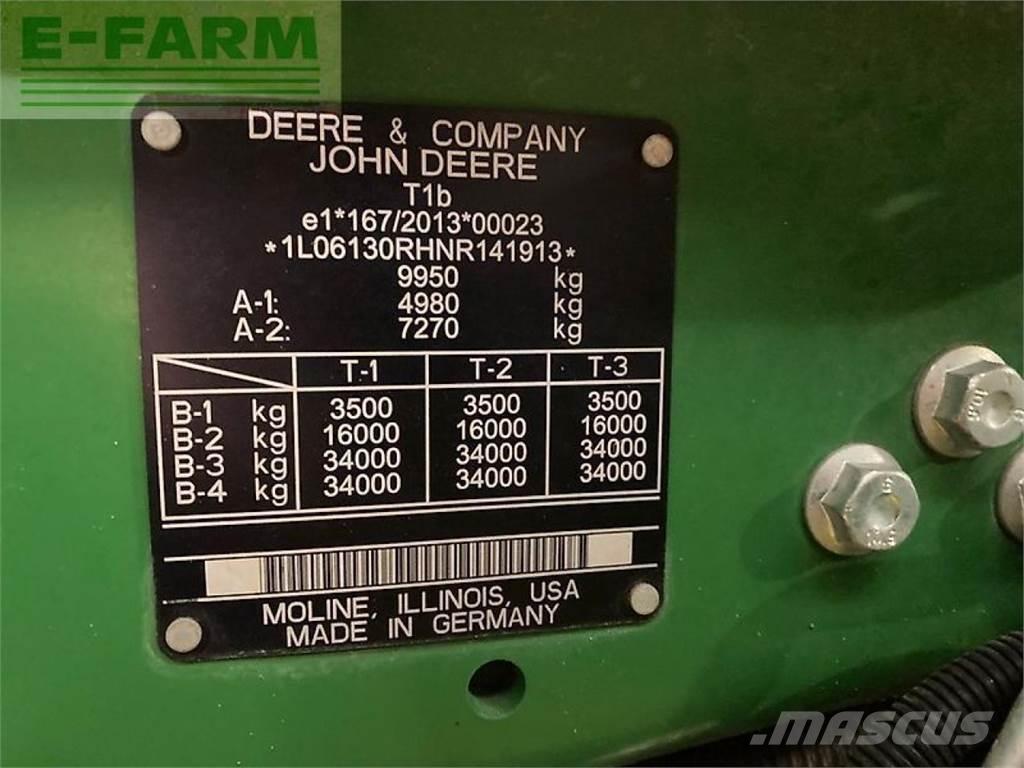 E-FARM
DEERE & COMPANY
JOHN DEERE
T1b
e1*167/2013*00023
*1L06130RHNR141913*
9950 kg
A-1: 4980 kg
A-2: 7270 kg
T-1 T-2 T-3
B-1 kg 3500 3500 3500
B-2 kg 16000 16000 16000
B-3 kg 34000 34000 34000
B-4 kg 34000 34000 34000
MOLINE, ILLINOIS, USA
MADE IN GERMANY
MASCUS